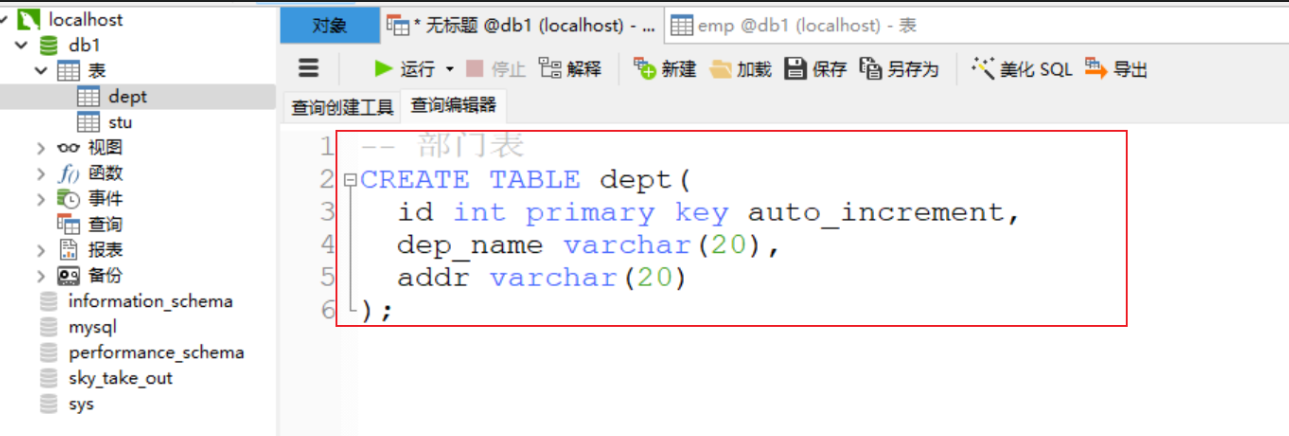 localhost
db1
表
dept
stu
视图
函数
事件
查询
报表
备份
information_schema
mysql
performance_schema
sky_take_out
sys
对象
* 无标题 @db1 (localhost) - ...
emp @db1 (localhost) - 表
运行 停止 解释 新建 加载 保存 另存为 美化 SQL 导出
查询创建工具 查询编辑器
1 -- 部门表
2 CREATE TABLE dept(
3 id int primary key auto_increment,
4 dep_name varchar(20),
5 addr varchar(20)
6 );